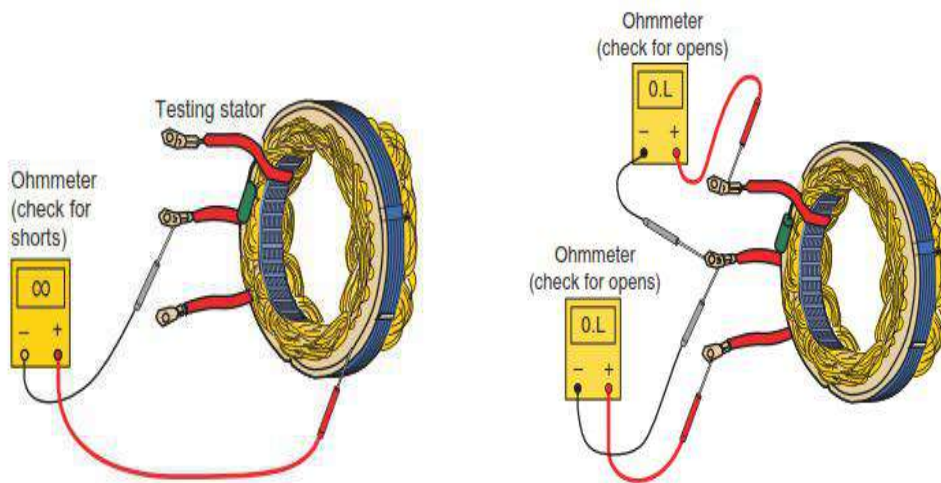 Testing stator
Ohmmeter
(check for
shorts)
∞
− +
Ohmmeter
(check for opens)
0.L
− +
Ohmmeter
(check for opens)
0.L
− +